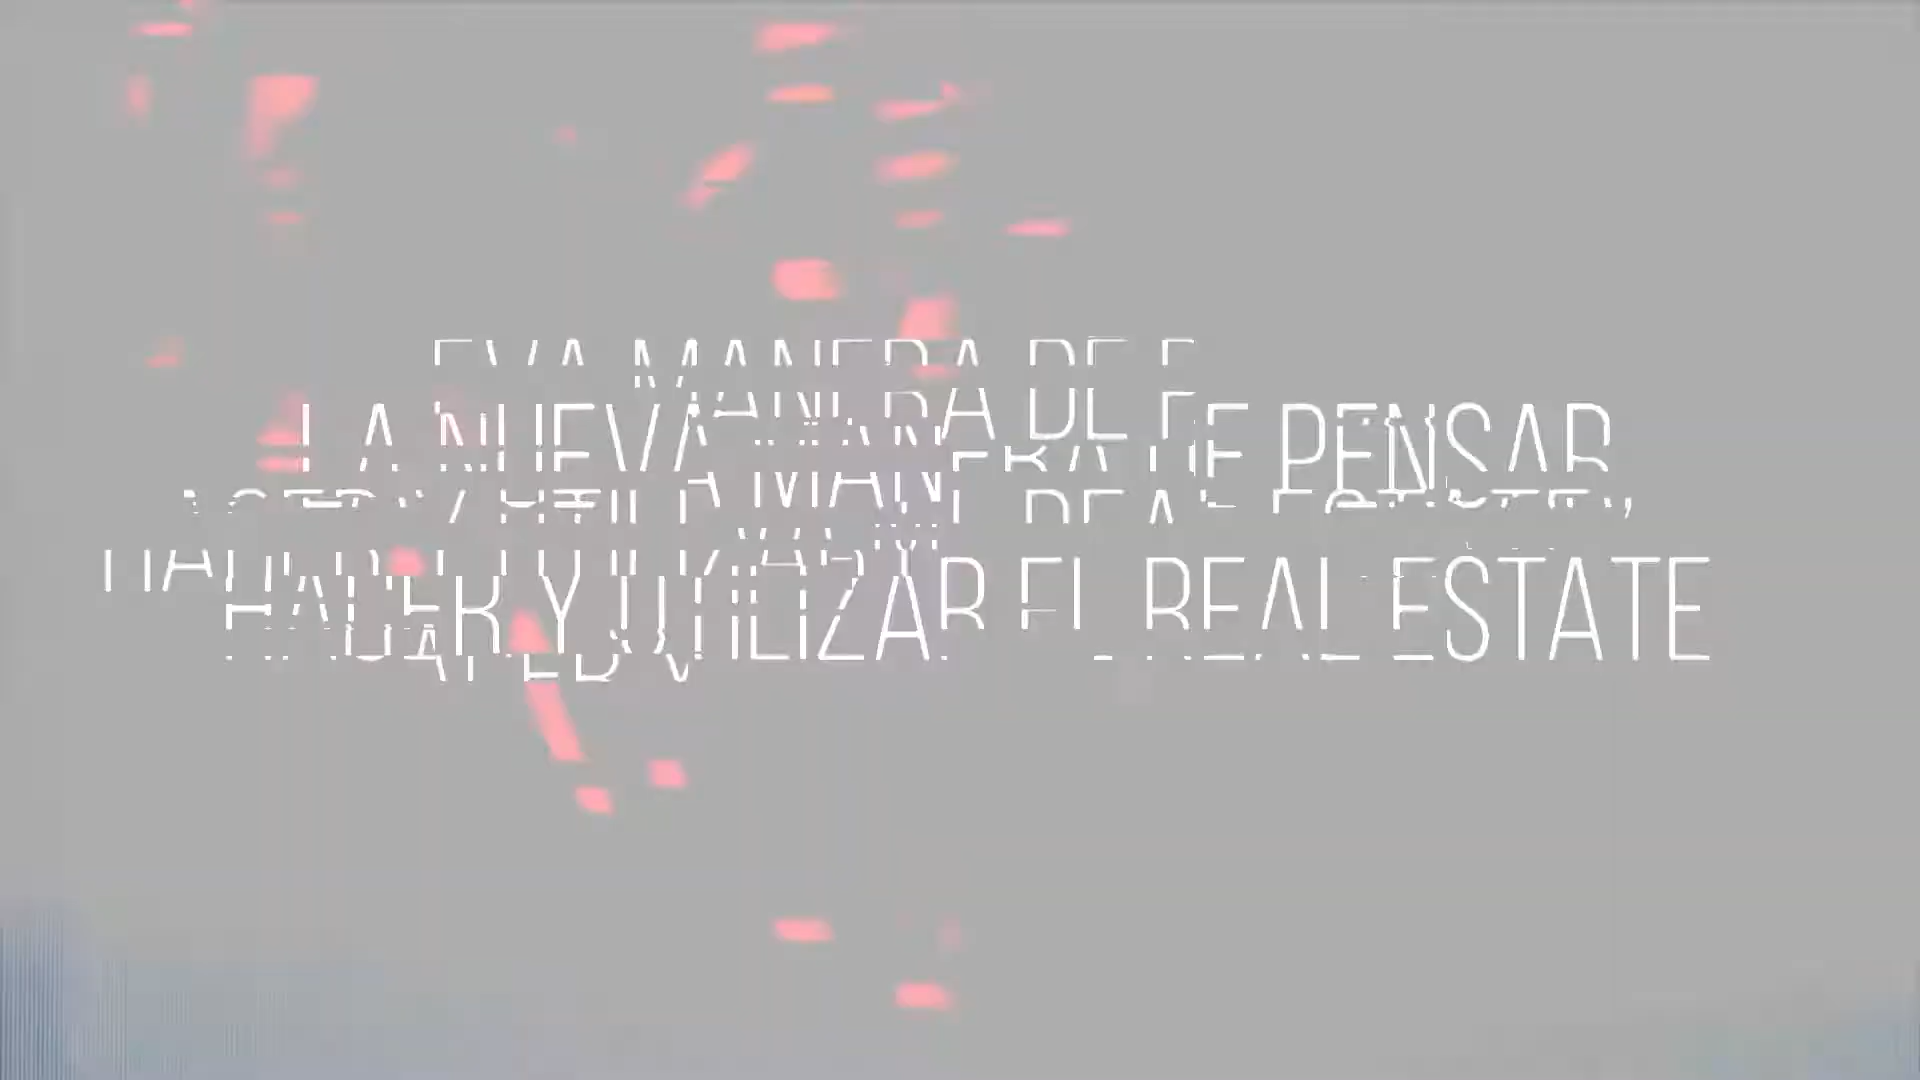 LA NUEVA MANERA DE PENSAR,
HACER Y UTILIZAR EL REAL ESTATE